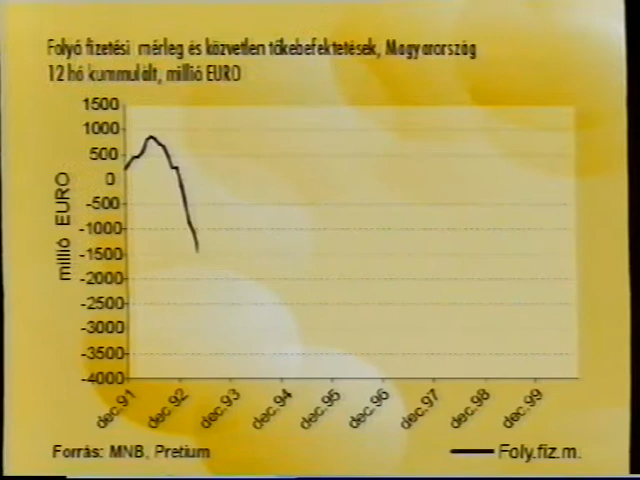 Folyó fizetési mérleg és közvetlen tőkebefektetések, Magyarország
12 hó kummulált, millió EURO
1500
1000
500
0
-500
-1000
-1500
-2000
-2500
-3000
-3500
-4000
millió EURO
dec.91 dec.92 dec.93 dec.94 dec.95 dec.96 dec.97 dec.98 dec.99
Forrás: MNB, Pretium
Foly.fiz.m.